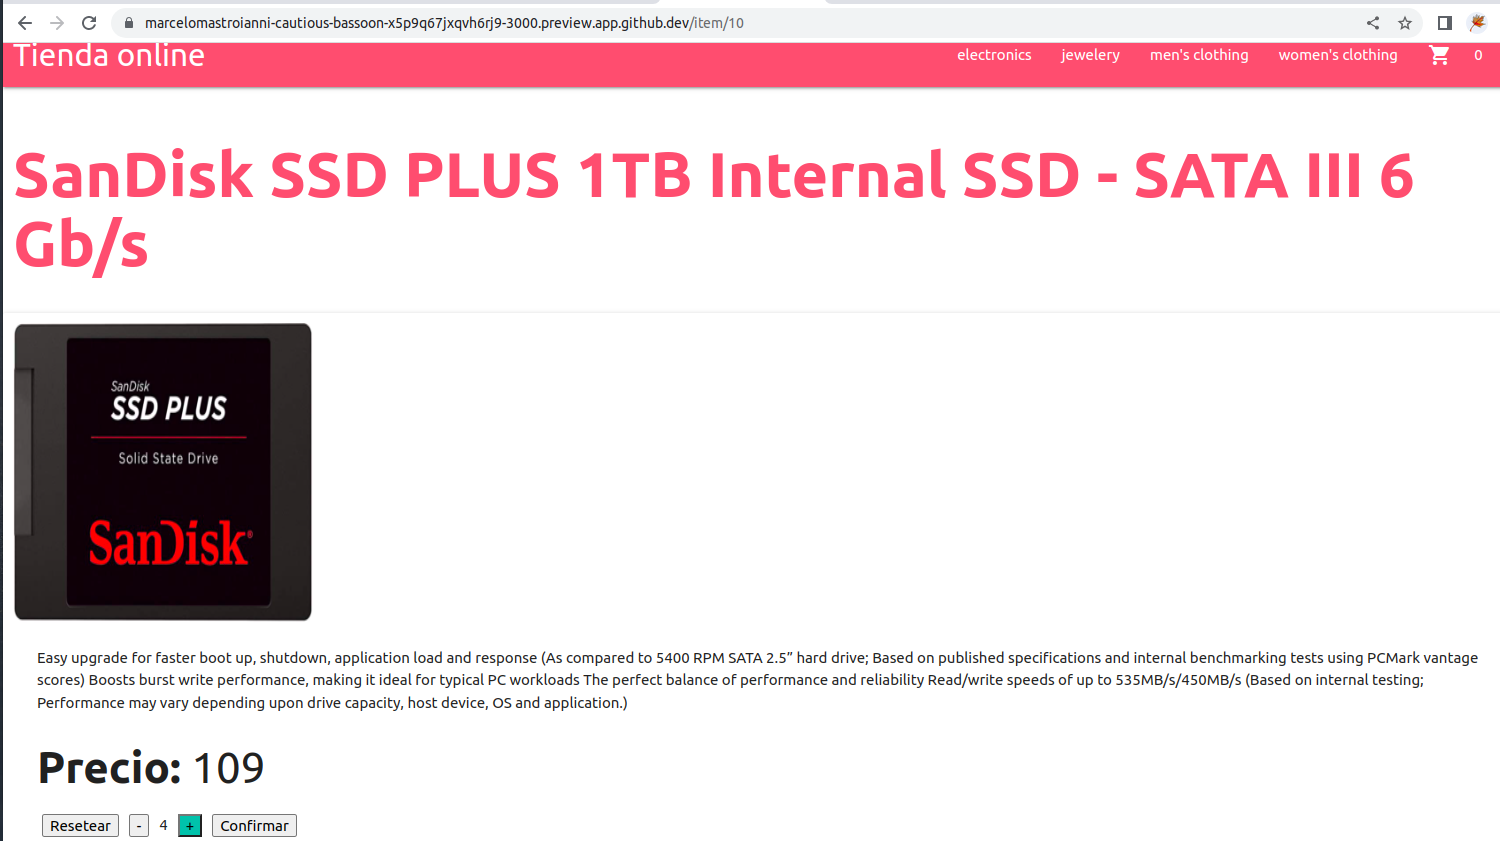 marcelomastroianni-cautious-bassoon-x5p9q67jxqvh6rj9-3000.preview.app.github.dev/item/10
Tienda online electronics jewelery men's clothing women's clothing 0
SanDisk SSD PLUS 1TB Internal SSD - SATA III 6
Gb/s
SanDisk
SSD PLUS
Solid State Drive
SanDisk®
Easy upgrade for faster boot up, shutdown, application load and response (As compared to 5400 RPM SATA 2.5” hard drive; Based on published specifications and internal benchmarking tests using PCMark vantage
scores) Boosts burst write performance, making it ideal for typical PC workloads The perfect balance of performance and reliability Read/write speeds of up to 535MB/s/450MB/s (Based on internal testing;
Performance may vary depending upon drive capacity, host device, OS and application.)
Precio: 109
Resetear - 4 + Confirmar